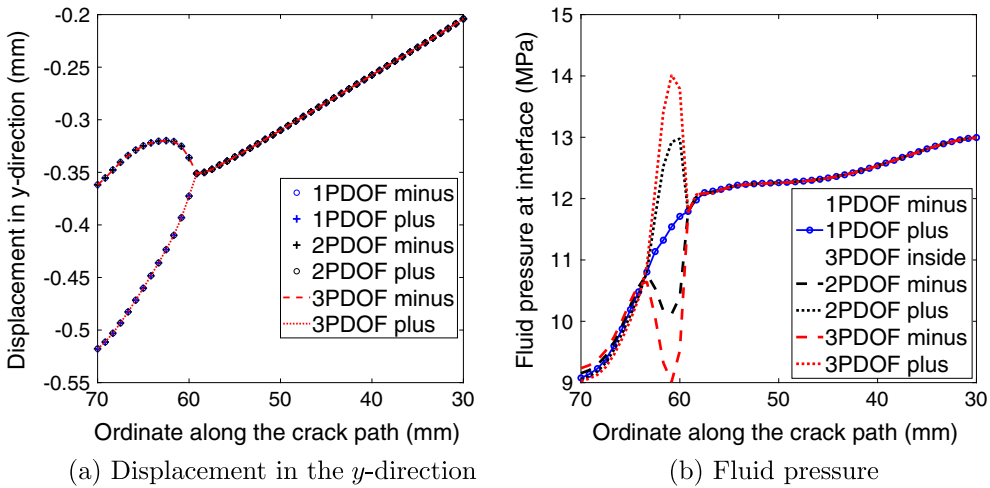 -0.2
-0.25
-0.3
-0.35
-0.4
-0.45
-0.5
-0.55
Displacement in y-direction (mm)
1PDOF minus
1PDOF plus
2PDOF minus
2PDOF plus
3PDOF minus
3PDOF plus
70 60 50 40 30
Ordinate along the crack path (mm)
(a) Displacement in the y-direction
15
14
13
12
11
10
9
Fluid pressure at interface (MPa)
1PDOF minus
1PDOF plus
3PDOF inside
2PDOF minus
2PDOF plus
3PDOF minus
3PDOF plus
70 60 50 40 30
Ordinate along the crack path (mm)
(b) Fluid pressure